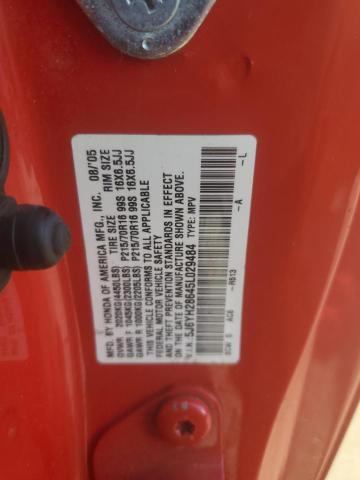 MFD. BY HONDA OF AMERICA MFG., INC. 08/'05
TIRE SIZE RIM SIZE
GVWR 2020KG(4450LBS)
GAWR F 1045KG(2300LBS) P215/70R16 99S 16X6.5JJ
GAWR R 1000KG(2205LBS) P215/70R16 99S 16X6.5JJ
THIS VEHICLE CONFORMS TO ALL APPLICABLE
FEDERAL MOTOR VEHICLE SAFETY, BUMPER,
AND THEFT PREVENTION STANDARDS IN EFFECT
ON THE DATE OF MANUFACTURE SHOWN ABOVE.
V.I.N.: 5J6YH28645L029484 TYPE: MPV
-R513 -A -L